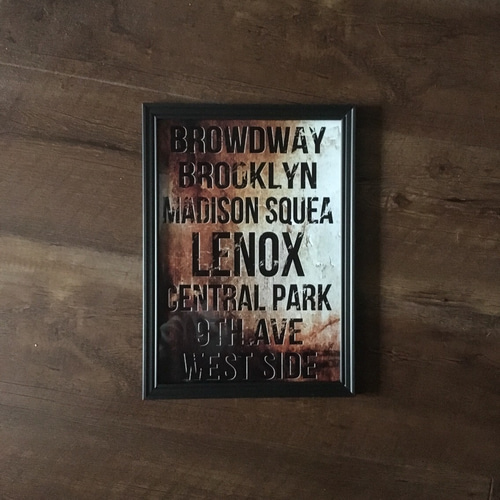 BROWDWAY
BROOKLYN
MADISON SQUEA
LENOX
CENTRAL PARK
9TH.AVE
WEST SIDE